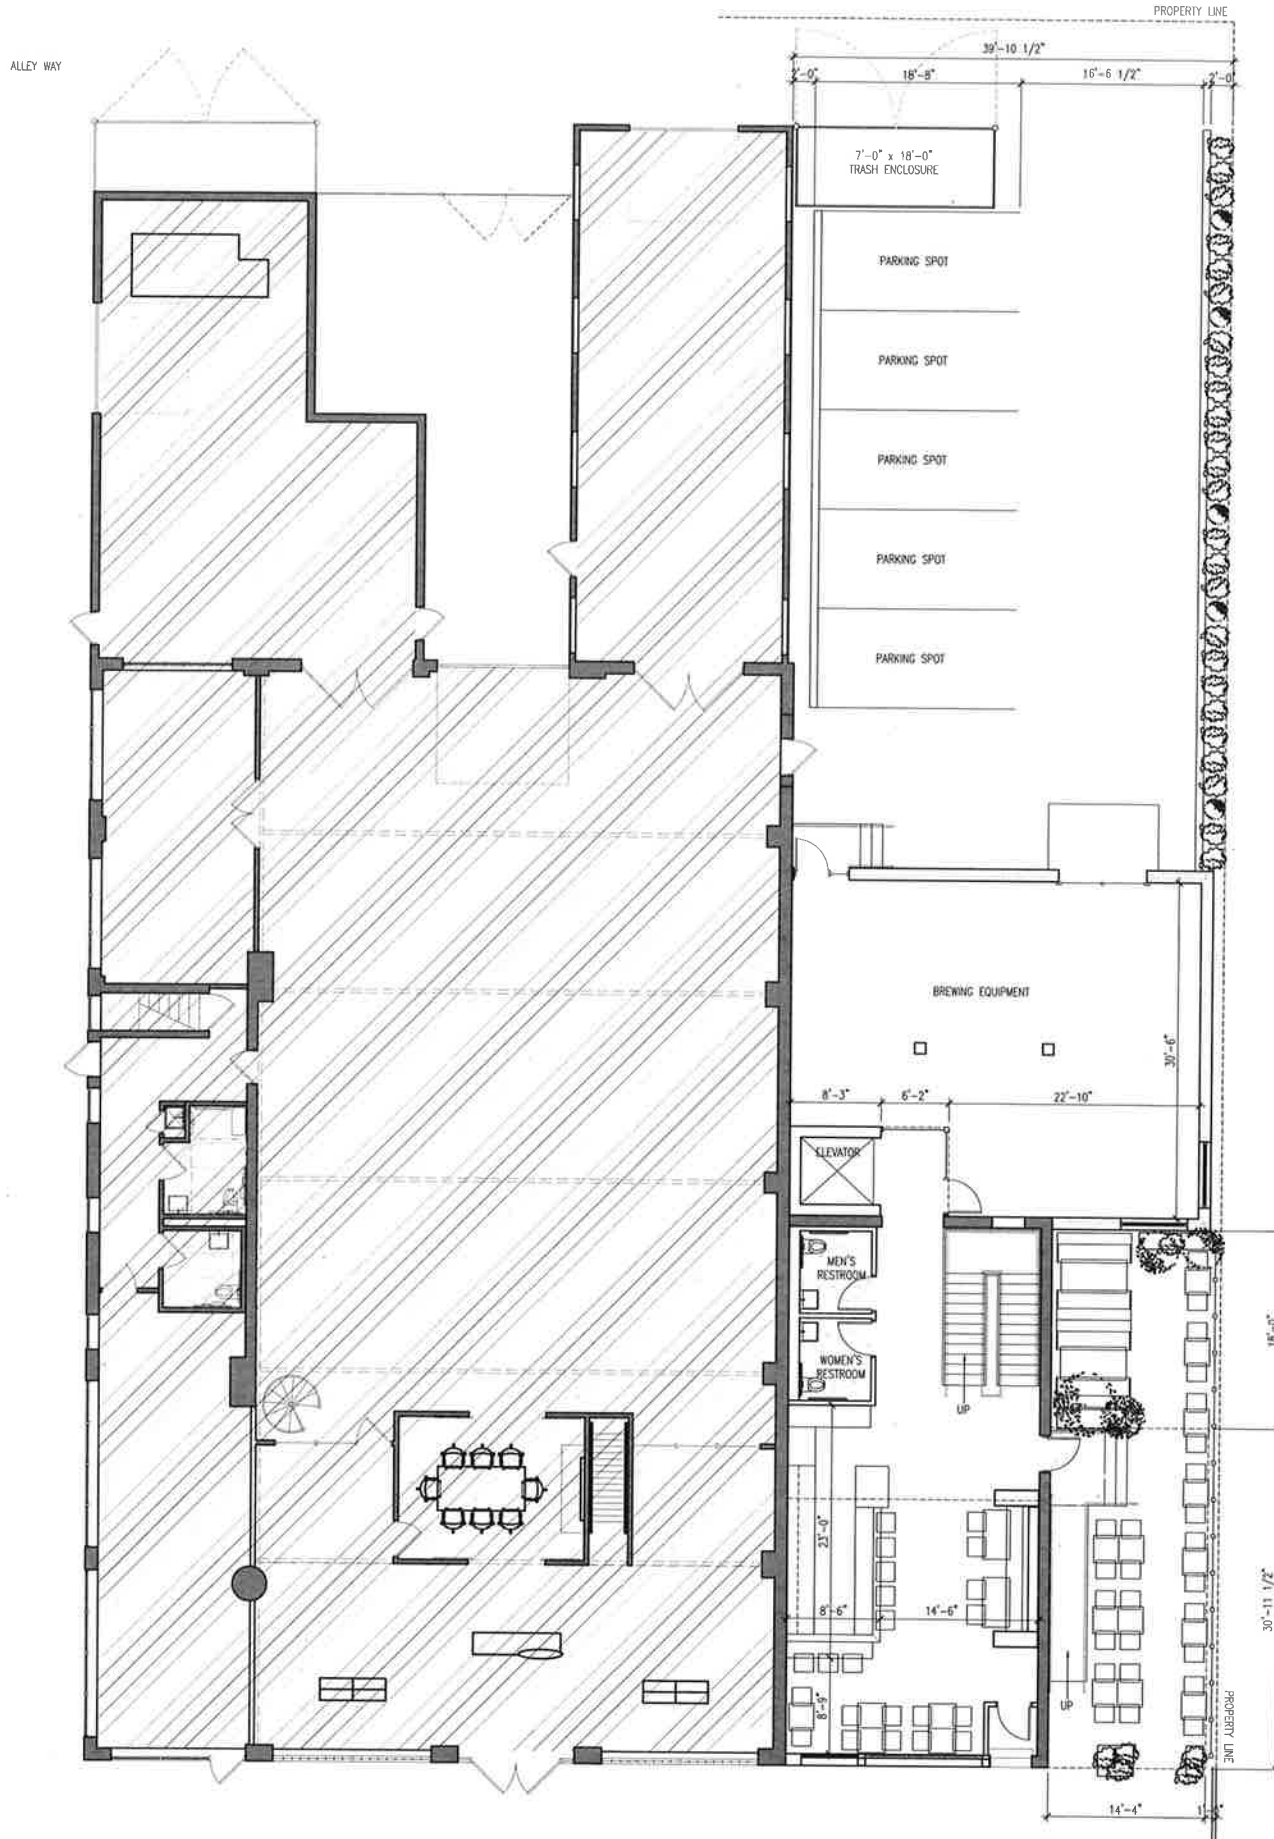 PROPERTY LINE
ALLEY WAY
39'-10 1/2"
2'-0"
18'-8"
16'-6 1/2"
2'-0"
7'-0" x 18'-0"
TRASH ENCLOSURE
PARKING SPOT
PARKING SPOT
PARKING SPOT
PARKING SPOT
PARKING SPOT
BREWING EQUIPMENT
30'-6"
8'-3"
6'-2"
22'-10"
ELEVATOR
MEN'S
RESTROOM
WOMEN'S
RESTROOM
UP
18'-0"
23'-0"
8'-6"
14'-6"
30'-11 1/2"
8'-9"
UP
PROPERTY LINE
14'-4"